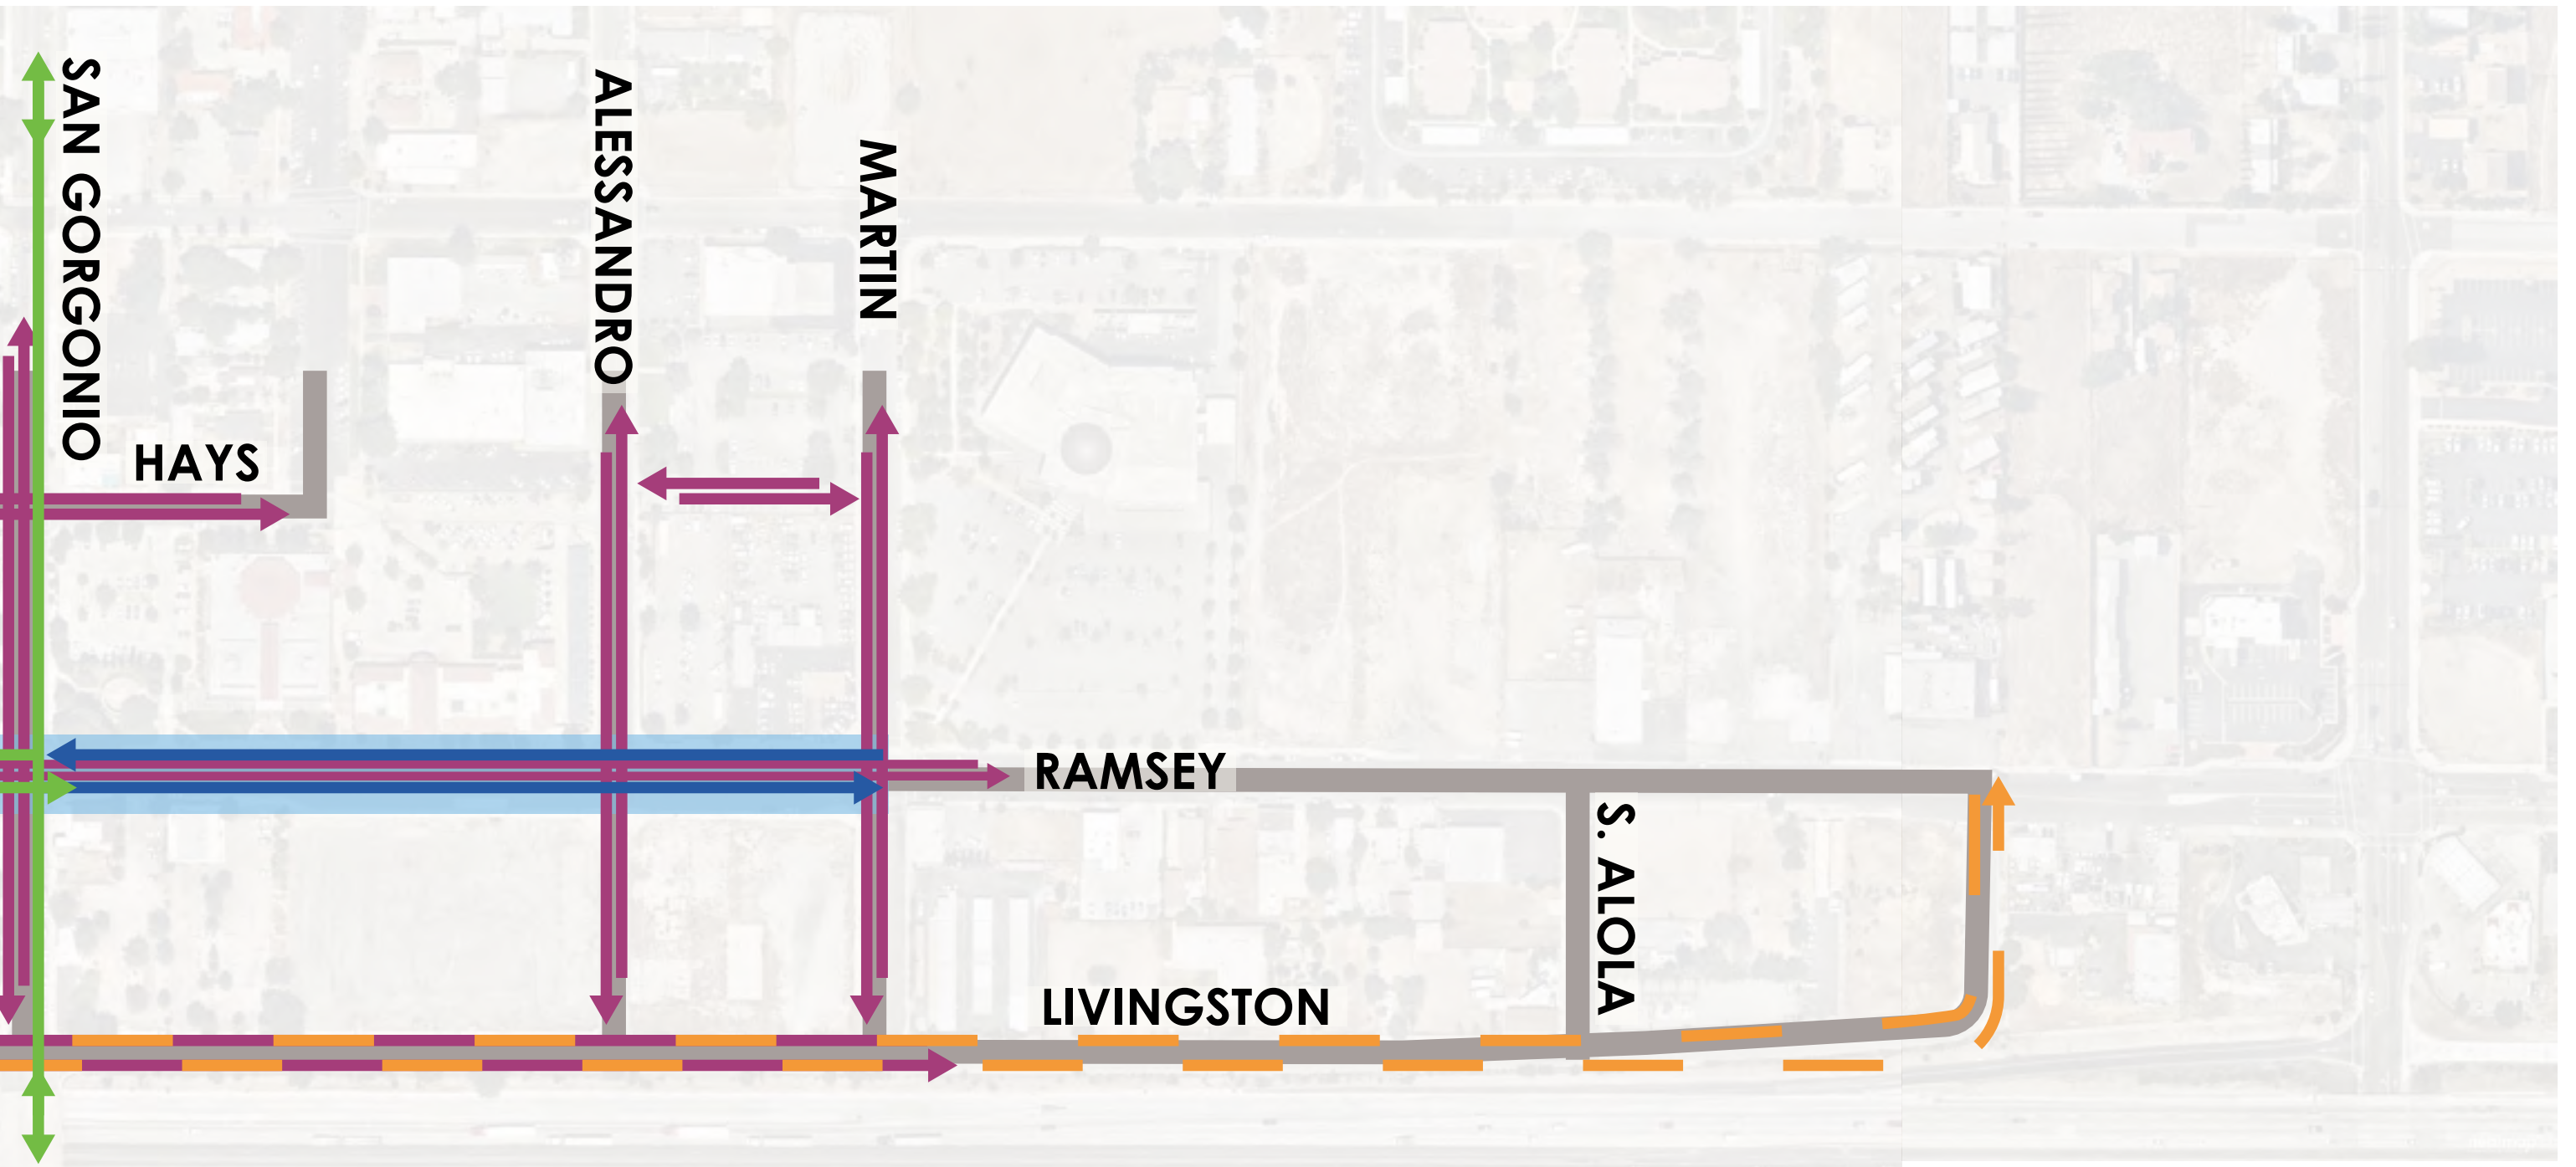 SAN GORGONIO
ALESSANDRO
MARTIN
HAYS
RAMSEY
S. ALOLA
LIVINGSTON